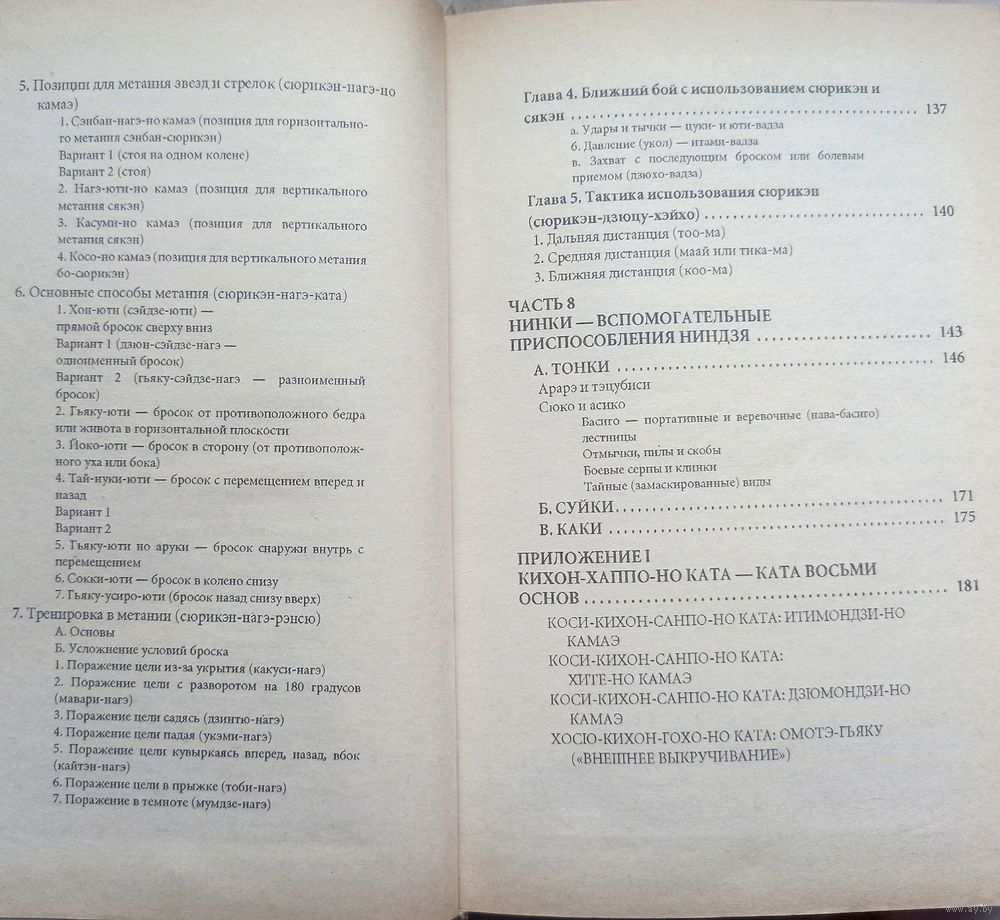 5. Позиции для метания звезд и стрелок (сюрикэн-нагэ-но
камаэ)
1. Сэнбан-нагэ-но камаэ (позиция для горизонтально-
го метания сэнбан-сюрикэн)
Вариант 1 (стоя на одном колене)
Вариант 2 (стоя)
2. Нагэ-юти-но камаэ (позиция для вертикального
метания сякэн)
3. Касуми-но камаэ (позиция для вертикального
метания сякэн)
4. Косо-но камаэ (позиция для вертикального метания
бо-сюрикэн)
6. Основные способы метания (сюрикэн-нагэ-ката)
1. Хон-юти (сэйдзе-юти) —
прямой бросок сверху вниз
Вариант 1 (дзюн-сэйдзе-нагэ —
одноименный бросок)
Вариант 2 (гьяку-сэйдзе-нагэ — разноименный
бросок)
2. Гьяку-юти — бросок от противоположного бедра
или живота в горизонтальной плоскости
3. Йоко-юти — бросок в сторону (от противополож-
ного уха или бока)
4. Тай-нуки-юти — бросок с перемещением вперед и
назад
Вариант 1
Вариант 2
5. Гьяку-юти но аруки — бросок снаружи внутрь с
перемещением
6. Сокки-юти — бросок в колено снизу
7. Гьяку-усиро-юти (бросок назад снизу вверх)
7. Тренировка в метании (сюрикэн-нагэ-рэнсю)
А. Основы
Б. Усложнение условий броска
1. Поражение цели из-за укрытия (какуси-нагэ)
2. Поражение цели с разворотом на 180 градусов
(мавари-нагэ)
3. Поражение цели садясь (дзинтю-нагэ)
4. Поражение цели падая (укэми-нагэ)
5. Поражение цели кувыркаясь вперед, назад, вбок
(кайтэн-нагэ)
6. Поражение цели в прыжке (тоби-нагэ)
7. Поражение в темноте (мумдзе-нагэ)
Глава 4. Ближний бой с использованием сюрикэн и
сякэн ........................................ 137
а. Удары и тычки — цуки- и юти-вадза
б. Давление (укол) — итами-вадза
в. Захват с последующим броском или болевым
приемом (дзюхо-вадза)
Глава 5. Тактика использования сюрикэн
(сюрикэн-дзюцу-хэйхо) .............................. 140
1. Дальняя дистанция (тоо-ма)
2. Средняя дистанция (маай или тика-ма)
3. Ближняя дистанция (коо-ма)
ЧАСТЬ 8
НИНКИ — ВСПОМОГАТЕЛЬНЫЕ
ПРИСПОСОБЛЕНИЯ НИНДЗЯ ........................ 143
А. ТОНКИ ........................................ 146
Арарэ и тэцубиси
Сюко и асико
Басиго — портативные и веревочные (нава-басиго)
лестницы
Отмычки, пилы и скобы
Боевые серпы и клинки
Тайные (замаскированные) виды
Б. СУЙКИ........................................ 171
В. КАКИ ........................................ 175
ПРИЛОЖЕНИЕ I
КИХОН-ХАППО-НО КАТА — КАТА ВОСЬМИ
ОСНОВ ........................................ 181
КОСИ-КИХОН-САНПО-НО КАТА: ИТИМОНДЗИ-НО
КАМАЭ
КОСИ-КИХОН-САНПО-НО КАТА:
ХИТЕ-НО КАМАЭ
КОСИ-КИХОН-САНПО-НО КАТА: ДЗЮМОНДЗИ-НО
КАМАЭ
ХОСЮ-КИХОН-ГОХО-НО КАТА: ОМОТЭ-ГЬЯКУ
(«ВНЕШНЕЕ ВЫКРУЧИВАНИЕ»)
www.ay.by